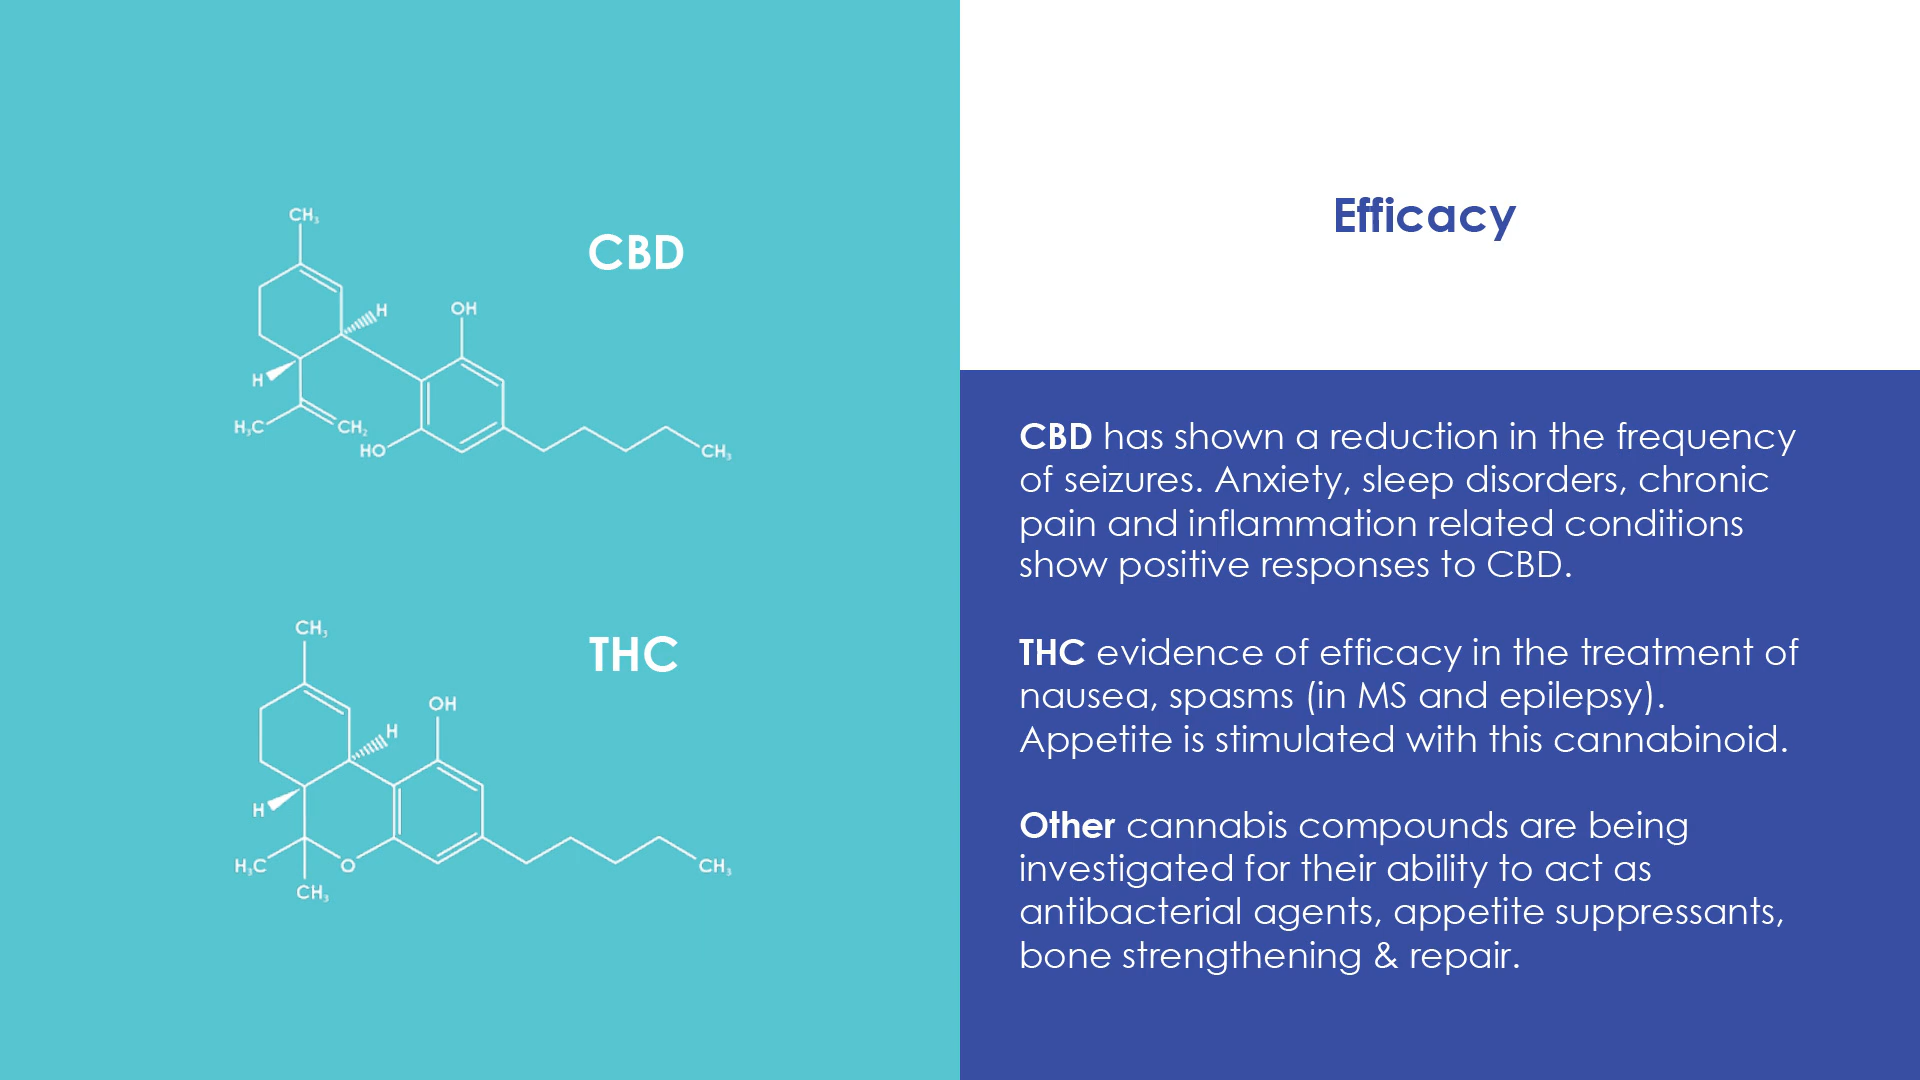 CBD
CH₃
H
OH
H
H₃C
CH₂
HO
CH₃
THC
CH₃
OH
H
H
H₃C
O
CH₃
CH₃
Efficacy
CBD has shown a reduction in the frequency
of seizures. Anxiety, sleep disorders, chronic
pain and inflammation related conditions
show positive responses to CBD.
THC evidence of efficacy in the treatment of
nausea, spasms (in MS and epilepsy).
Appetite is stimulated with this cannabinoid.
Other cannabis compounds are being
investigated for their ability to act as
antibacterial agents, appetite suppressants,
bone strengthening & repair.